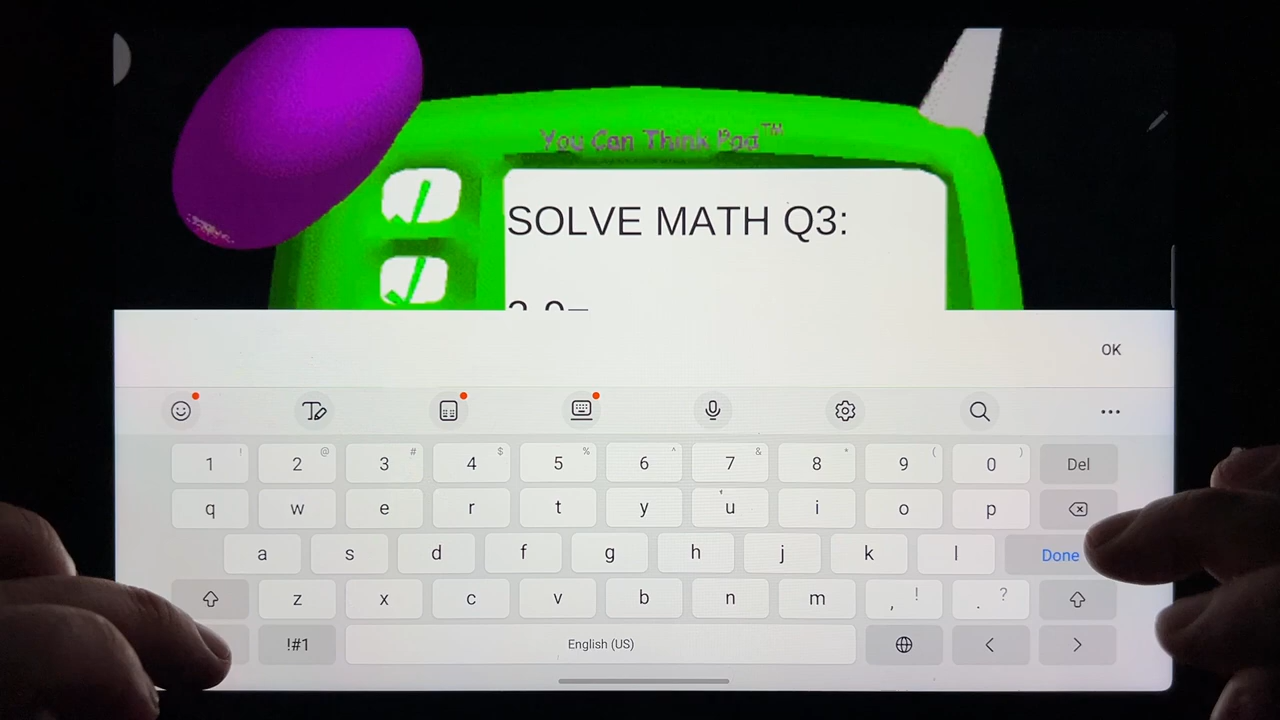 You Can Think Pad™
SOLVE MATH Q3:
OK
1 ! 2 @ 3 # 4 $ 5 % 6 ^ 7 & 8 * 9 ( 0 ) Del
q w e r t y u i o p
a s d f g h j k l Done
z x c v b n m , ! . ?
!#1 English (US) < >